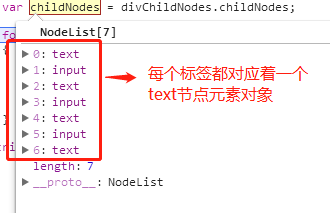 var childNodes = divChildNodes.childNodes;
fo
NodeList[7]
0: text
1: input
2: text
3: input
4: text
5: input
6: text
length: 7
__proto__: NodeList
每个标签都对应着一个
text节点元素对象